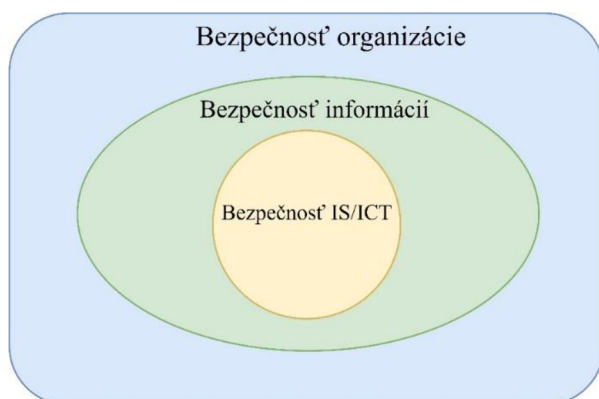 Bezpečnosť organizácie
Bezpečnosť informácií
Bezpečnosť IS/ICT